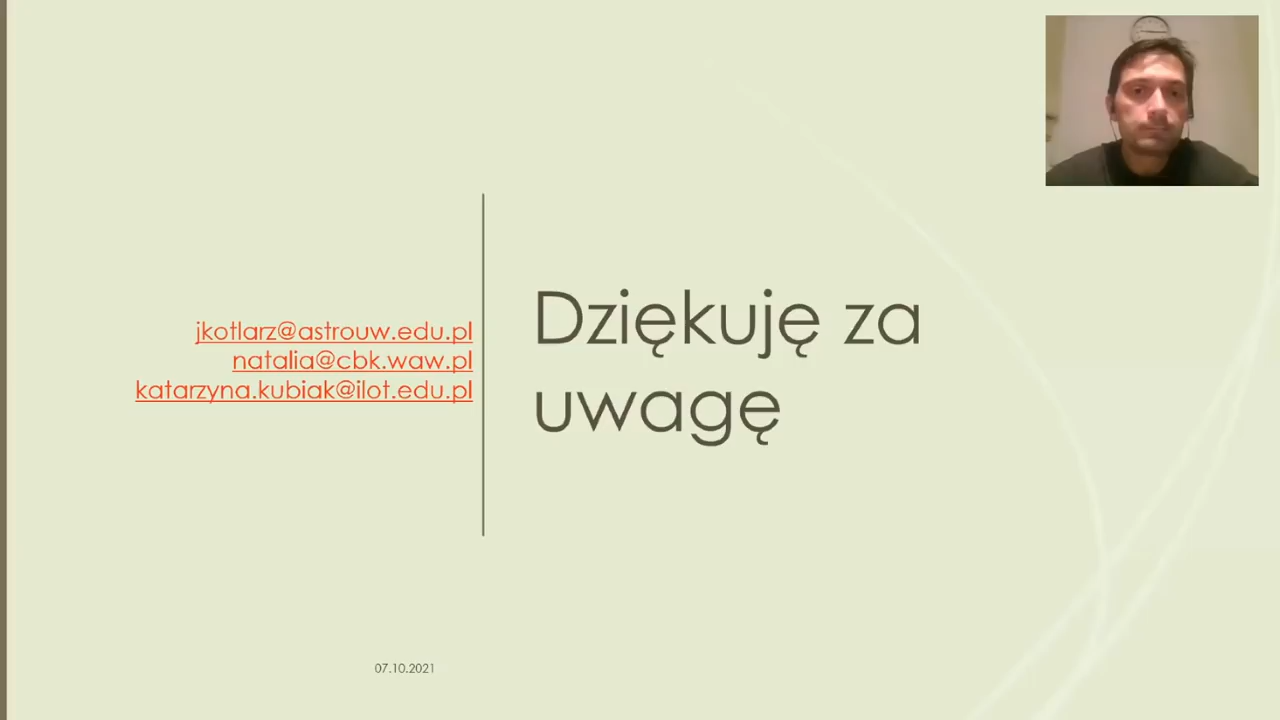 jkotlarz@astrouw.edu.pl
natalia@cbk.waw.pl
katarzyna.kubiak@ilot.edu.pl
Dziękuję za
uwagę
07.10.2021